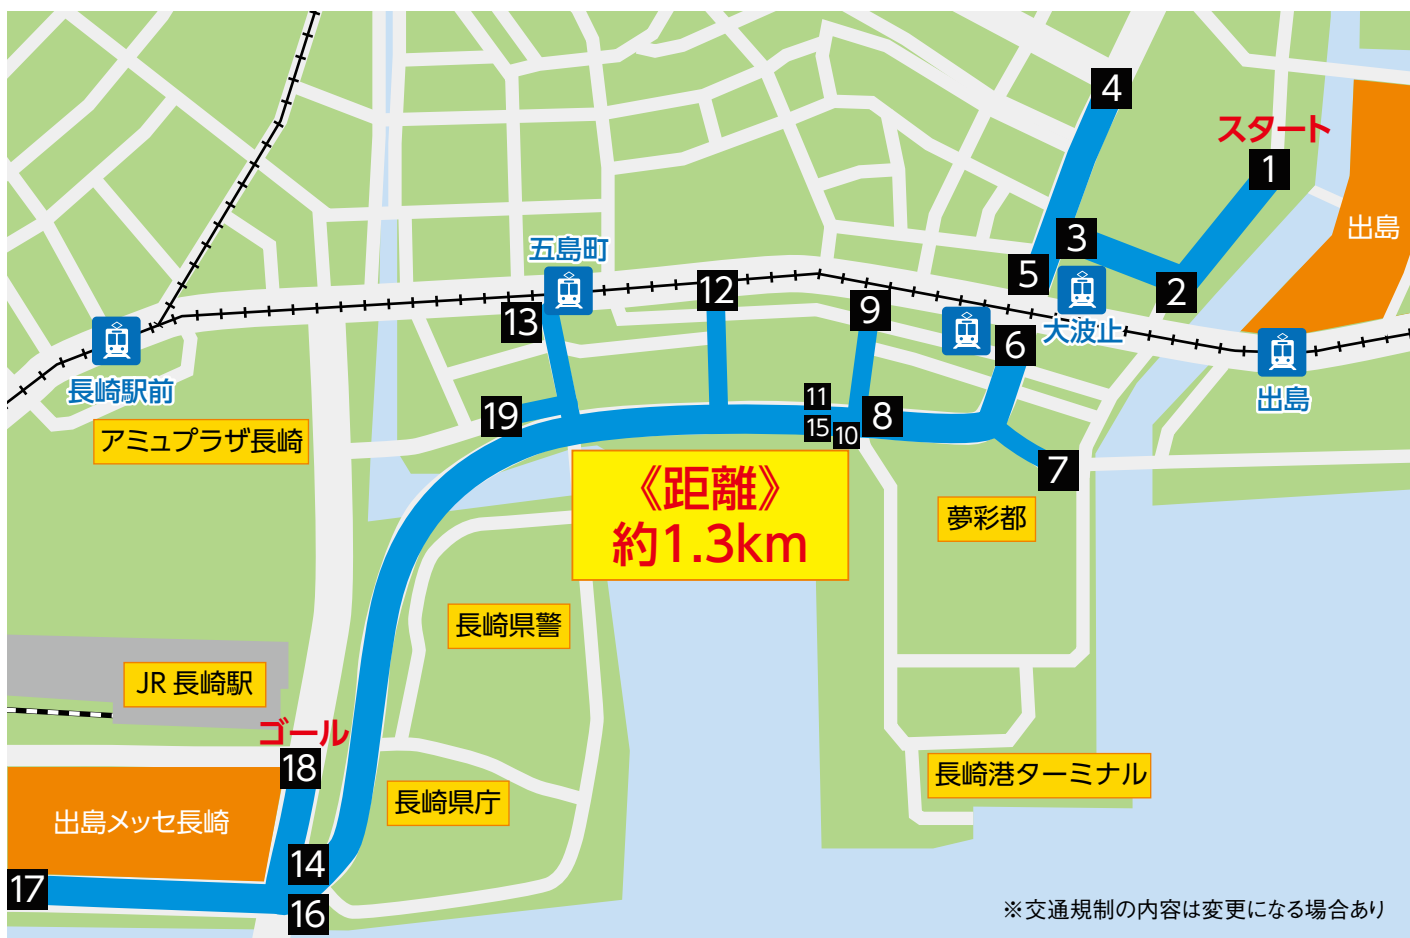 4
スタート
1
出島
3
五島町
5
2
12
9
13
大波止
6
長崎駅前
出島
11
19
8
15
10
アミュプラザ長崎
7
《距離》
約1.3km
夢彩都
長崎県警
JR 長崎駅
ゴール
18
長崎港ターミナル
長崎県庁
出島メッセ長崎
14
17
16
※交通規制の内容は変更になる場合あり